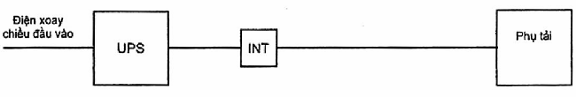 Điện xoay
chiều đầu vào
UPS
INT
Phụ tải